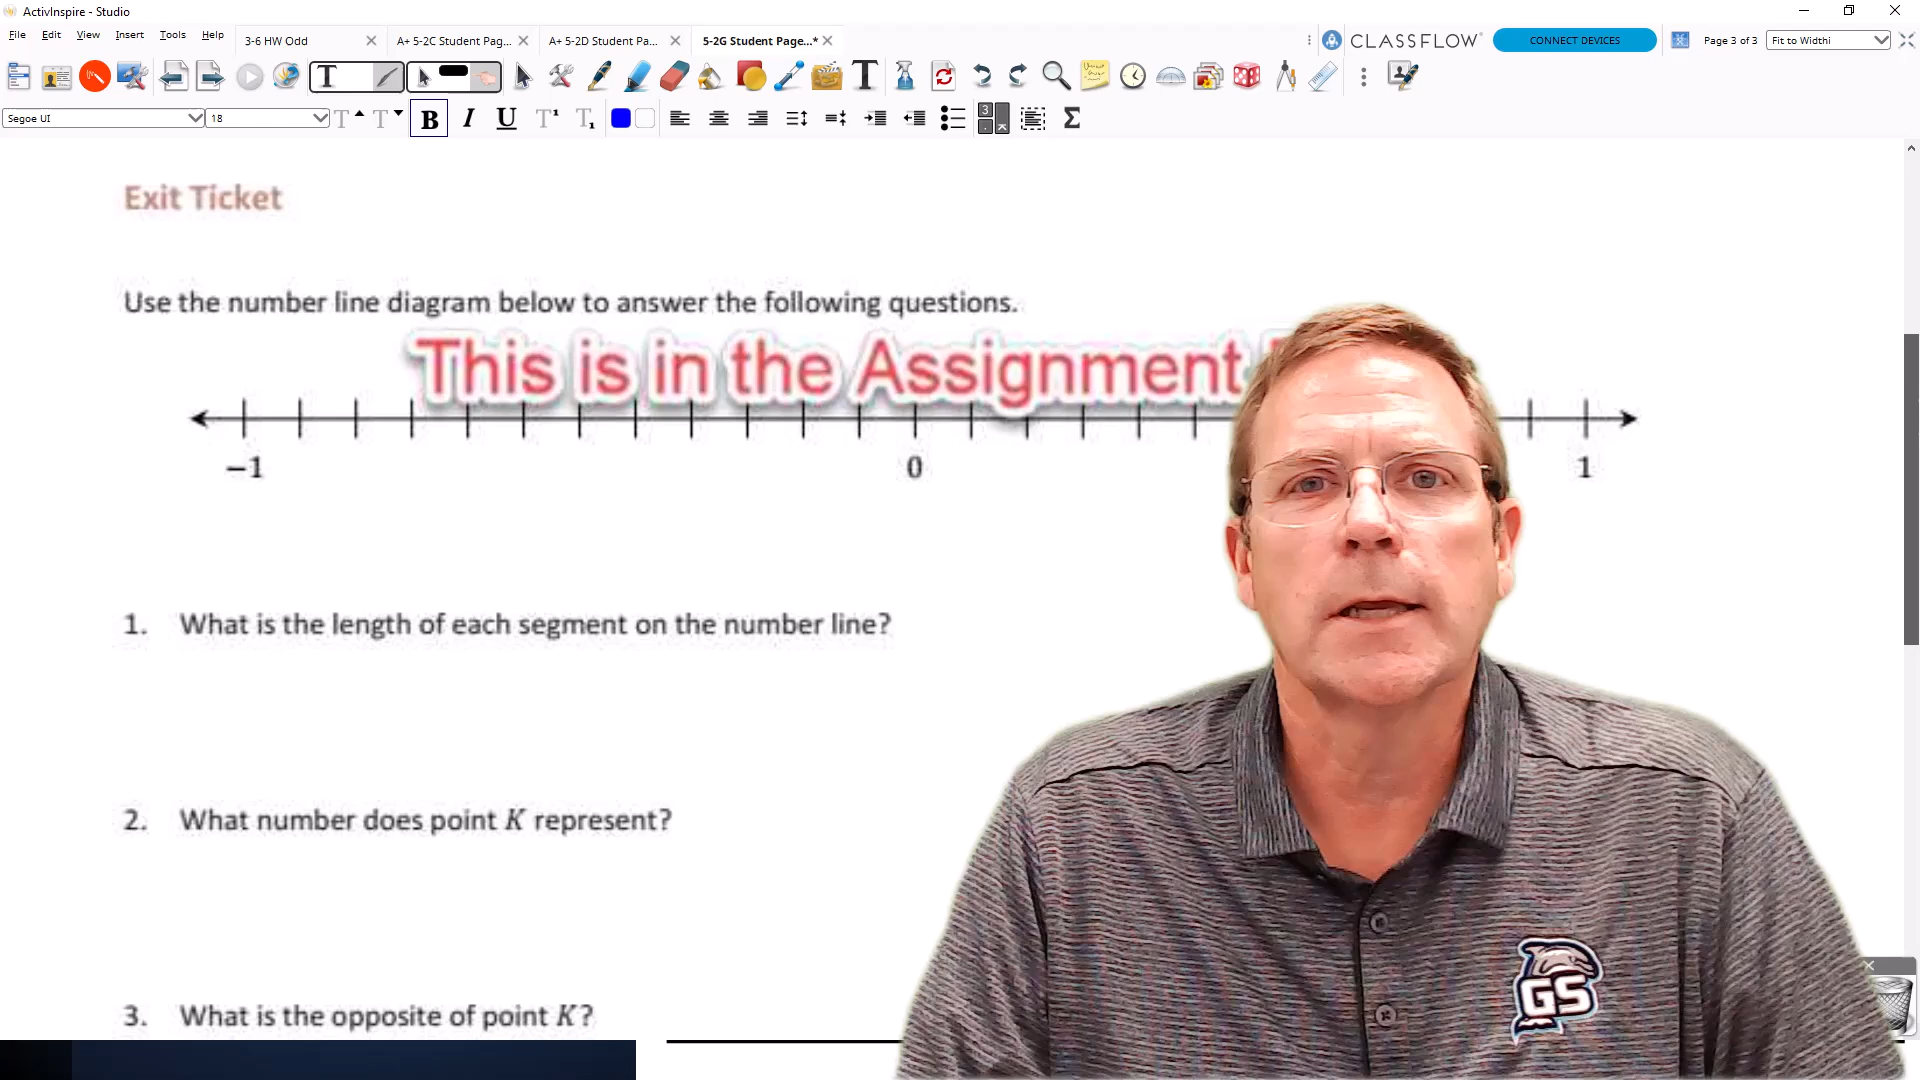 ActivInspire - Studio
File Edit View Insert Tools Help
3-6 HW Odd
A+ 5-2C Student Pag...
A+ 5-2D Student Pa...
5-2G Student Page...*
CLASSFLOW
CONNECT DEVICES
Page 3 of 3
Fit to Widthi
Segoe UI
18
Exit Ticket
Use the number line diagram below to answer the following questions.
This is in the Assignment
−1 0 1
1. What is the length of each segment on the number line?
2. What number does point K represent?
3. What is the opposite of point K?
GS